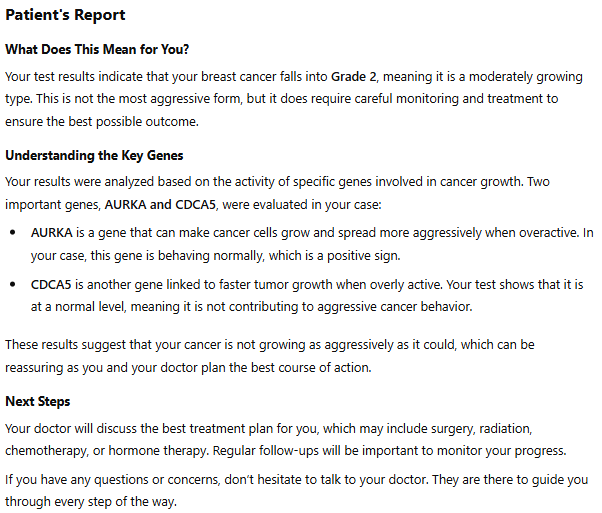 Patient's Report
What Does This Mean for You?
Your test results indicate that your breast cancer falls into Grade 2, meaning it is a moderately growing
type. This is not the most aggressive form, but it does require careful monitoring and treatment to
ensure the best possible outcome.
Understanding the Key Genes
Your results were analyzed based on the activity of specific genes involved in cancer growth. Two
important genes, AURKA and CDCA5, were evaluated in your case:
• AURKA is a gene that can make cancer cells grow and spread more aggressively when overactive. In
your case, this gene is behaving normally, which is a positive sign.
• CDCA5 is another gene linked to faster tumor growth when overly active. Your test shows that it is
at a normal level, meaning it is not contributing to aggressive cancer behavior.
These results suggest that your cancer is not growing as aggressively as it could, which can be
reassuring as you and your doctor plan the best course of action.
Next Steps
Your doctor will discuss the best treatment plan for you, which may include surgery, radiation,
chemotherapy, or hormone therapy. Regular follow-ups will be important to monitor your progress.
If you have any questions or concerns, don't hesitate to talk to your doctor. They are there to guide you
through every step of the way.